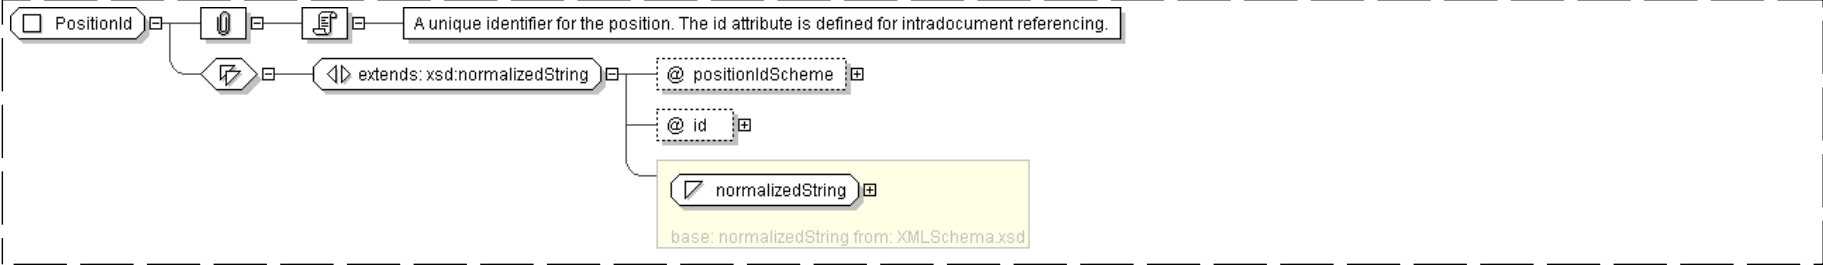 PositionId
A unique identifier for the position. The id attribute is defined for intradocument referencing.
extends: xsd:normalizedString
@ positionIdScheme
@ id
normalizedString
base: normalizedString from: XMLSchema.xsd